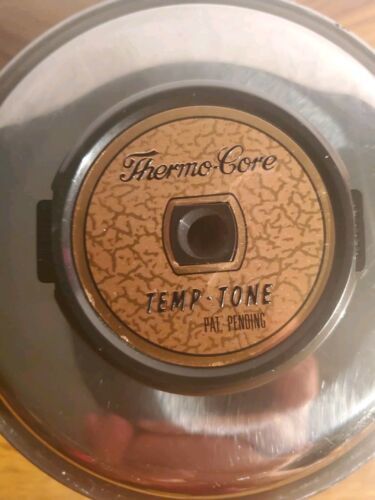 Thermo-Core
TEMP·TONE
PAT. PENDING